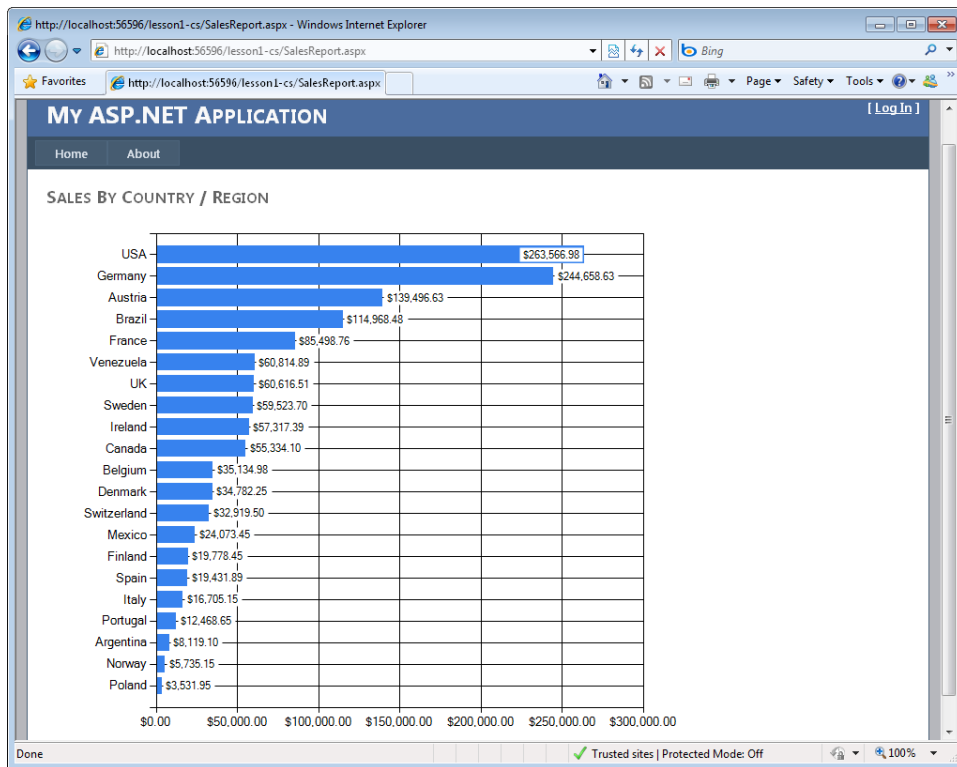 http://localhost:56596/lesson1-cs/SalesReport.aspx - Windows Internet Explorer
http://localhost:56596/lesson1-cs/SalesReport.aspx
Bing
Favorites
http://localhost:56596/lesson1-cs/SalesReport.aspx
Page
Safety
Tools
»
MY ASP.NET APPLICATION
[ Log In ]
Home
About
SALES BY COUNTRY / REGION
USA $263,566.98
Germany $244,658.63
Austria $139,496.63
Brazil $114,968.48
France $85,498.76
Venezuela $60,814.89
UK $60,616.51
Sweden $59,523.70
Ireland $57,317.39
Canada $55,334.10
Belgium $35,134.98
Denmark $34,782.25
Switzerland $32,919.50
Mexico $24,073.45
Finland $19,778.45
Spain $19,431.89
Italy $16,705.15
Portugal $12,468.65
Argentina $8,119.10
Norway $5,735.15
Poland $3,531.95
$0.00 $50,000.00 $100,000.00 $150,000.00 $200,000.00 $250,000.00 $300,000.00
Done
Trusted sites | Protected Mode: Off
100%